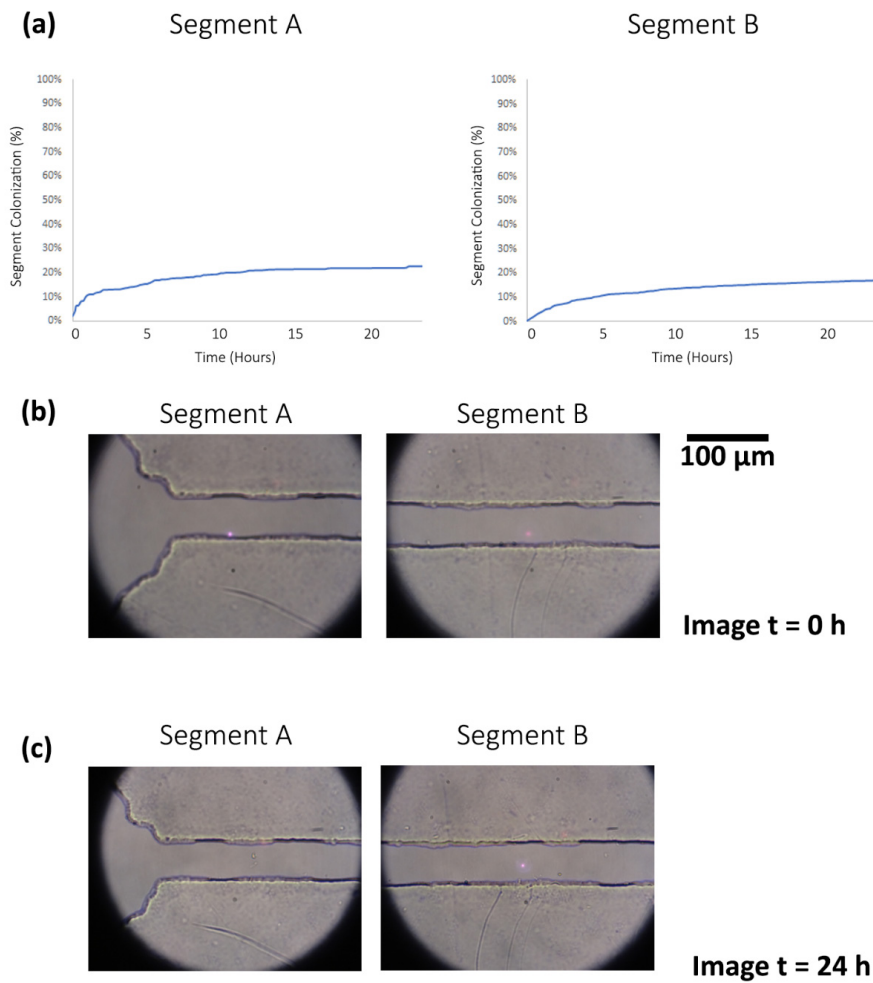 (a)
Segment A
Segment B
100%
90%
80%
70%
60%
50%
40%
30%
20%
10%
0%
Segment Colonization (%)
0 5 10 15 20
Time (Hours)
100%
90%
80%
70%
60%
50%
40%
30%
20%
10%
0%
Segment Colonization (%)
0 5 10 15 20
Time (Hours)
(b)
Segment A
Segment B
100 µm
Image t = 0 h
(c)
Segment A
Segment B
Image t = 24 h